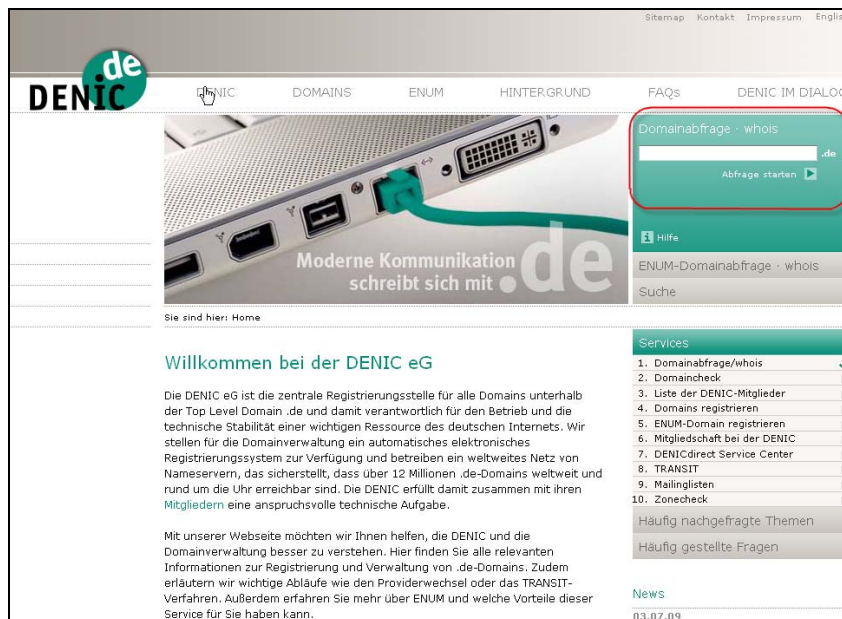 Sitemap Kontakt Impressum
DENIC .de
DENIC DOMAINS ENUM HINTERGRUND FAQs DENIC IM
Domainabfrage · whois
.de
Abfrage starten
i Hilfe
Moderne Kommunikation
schreibt sich mit .de
ENUM-Domainabfrage · whois
Suche
Sie sind hier: Home
Willkommen bei der DENIC eG
Die DENIC eG ist die zentrale Registrierungsstelle für alle Domains unterhalb
der Top Level Domain .de und damit verantwortlich für den Betrieb und die
technische Stabilität einer wichtigen Ressource des deutschen Internets. Wir
stellen für die Domainverwaltung ein automatisches elektronisches
Registrierungssystem zur Verfügung und betreiben ein weltweites Netz von
Nameservern, das sicherstellt, dass über 12 Millionen .de-Domains weltweit und
rund um die Uhr erreichbar sind. Die DENIC erfüllt damit zusammen mit ihren
Mitgliedern eine anspruchsvolle technische Aufgabe.
Mit unserer Webseite möchten wir Ihnen helfen, die DENIC und die
Domainverwaltung besser zu verstehen. Hier finden Sie alle relevanten
Informationen zur Registrierung und Verwaltung von .de-Domains. Zudem
erläutern wir wichtige Abläufe wie den Providerwechsel oder das TRANSIT-
Verfahren. Außerdem erfahren Sie mehr über ENUM und welche Vorteile dieser
Service für Sie haben kann.
Services
1. Domainabfrage/whois
2. Domaincheck
3. Liste der DENIC-Mitglieder
4. Domains registrieren
5. ENUM-Domain registrieren
6. Mitgliedschaft bei der DENIC
7. DENICdirect Service Center
8. TRANSIT
9. Mailinglisten
10. Zonecheck
Häufig nachgefragte Themen
Häufig gestellte Fragen
News
03.07.09